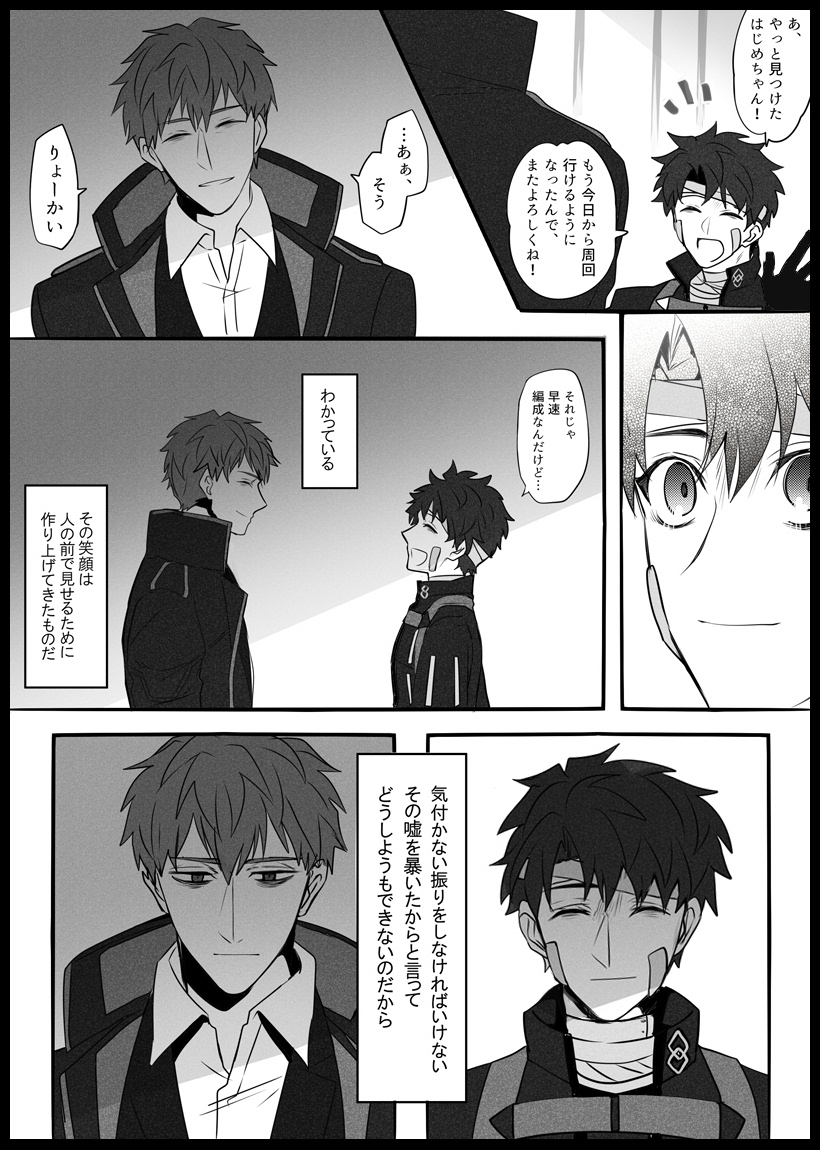 あ、
やっと見つけた
はじめちゃん!
もう今日から周回
行けるように
なったんで、
またよろしくね!
…あぁ、
そう
りょーかい
それじゃ
早速
編成なんだけど…
わかっている
その笑顔は
人の前で見せるために
作り上げてきたものだ
気付かない振りをしなければいけない
その嘘を暴いたからと言って
どうしようもできないのだから